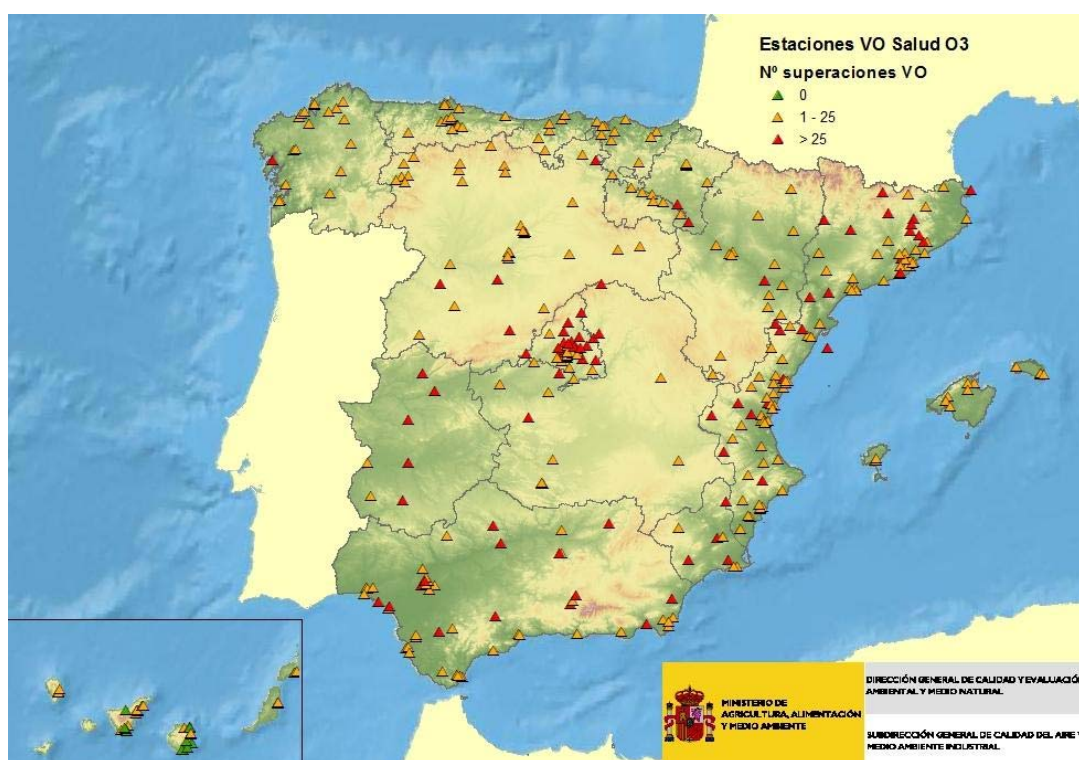 Estaciones VO Salud O3
Nº superaciones VO
0
1 - 25
> 25
MINISTERIO DE
AGRICULTURA, ALIMENTACIÓN
Y MEDIO AMBIENTE
DIRECCIÓN GENERAL DE CALIDAD Y EVALUACIÓN
AMBIENTAL Y MEDIO NATURAL
SUBDIRECCIÓN GENERAL DE CALIDAD DEL AIRE Y
MEDIO AMBIENTE INDUSTRIAL